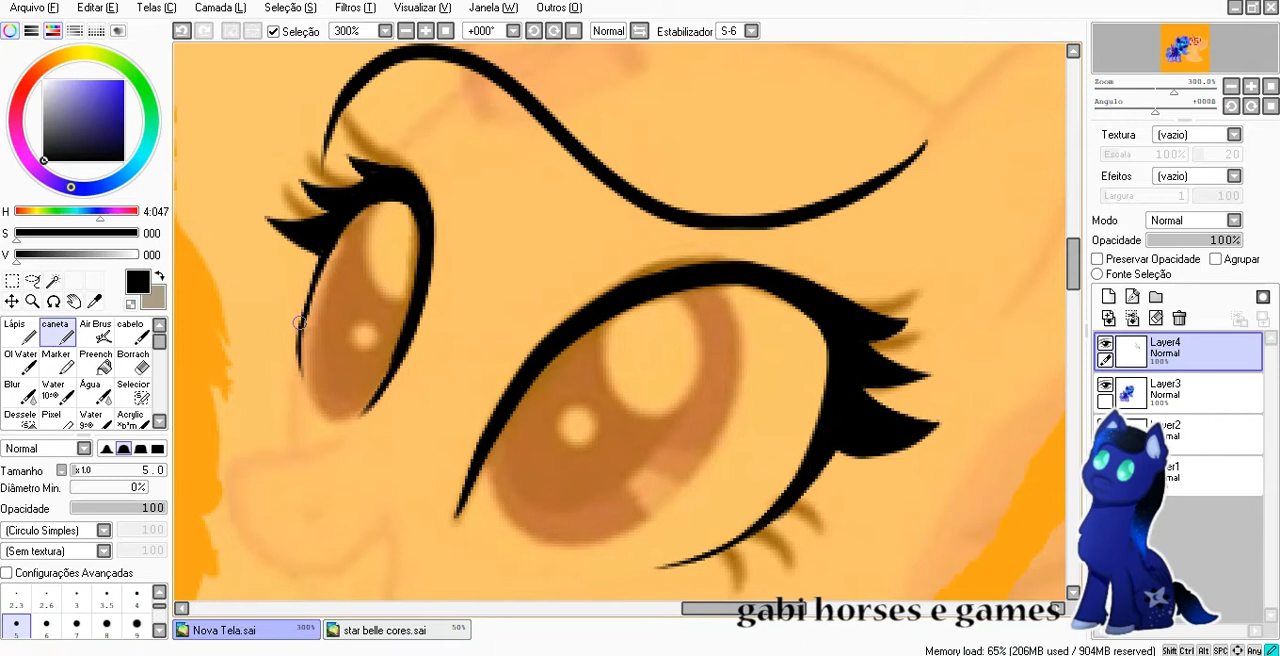 Arquivo (F) Editar (E) Telas (C) Camada (L) Seleção (S) Filtros (T) Visualizar (V) Janela (W) Outros (O)
Seleção 300% +000° Normal Estabilizador S-6
Zoom 300.0%
Angulo +000A
H 4:047
S 000
V 000
Textura (vazio)
Escala 100% 20
Efeitos (vazio)
Largura 1 100
Modo Normal
Opacidade 100%
Preservar Opacidade Agrupar
Fonte Seleção
Lápis caneta Air Brus cabelo
Ol Water Marker Preench Borrach
Blur Water Água Selecior
Dessele Pixel Water Acrylic
Layer4
Normal
100%
Layer3
Normal
100%
Normal
Tamanho x1.0 5.0
Diâmetro Min. 0%
Opacidade 100
(Circulo Simples) 100
(Sem textura) 100
Configurações Avançadas
2.3 2.6 3 3.5 4
5 6 7 8 9
Nova Tela.sai 300% star belle cores.sai 50%
gabi horses e games
Memory load: 65% (206MB used / 904MB reserved) Shift Ctrl Alt SPC Any